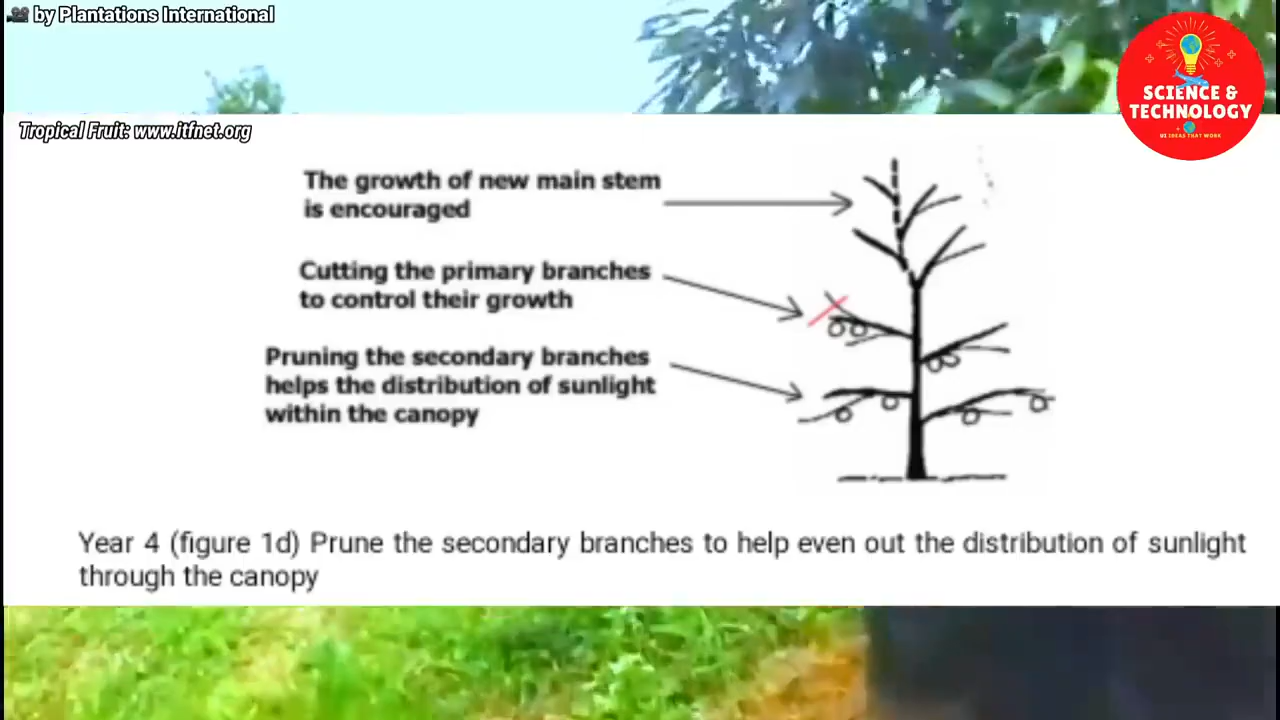 by Plantations International
Tropical Fruit: www.itfnet.org
SCIENCE &
TECHNOLOGY
The growth of new main stem
is encouraged
Cutting the primary branches
to control their growth
Pruning the secondary branches
helps the distribution of sunlight
within the canopy
Year 4 (figure 1d) Prune the secondary branches to help even out the distribution of sunlight
through the canopy